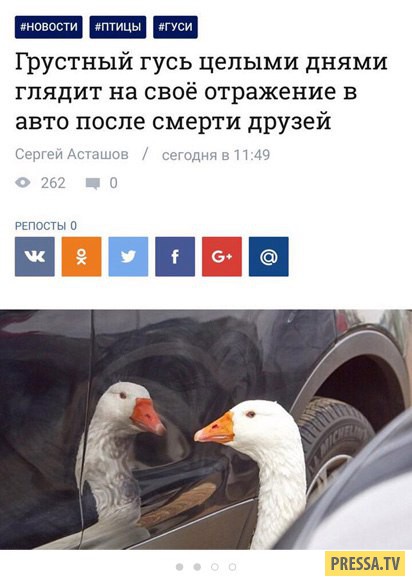 #НОВОСТИ #ПТИЦЫ #ГУСИ
Грустный гусь целыми днями
глядит на своё отражение в
авто после смерти друзей
Сергей Асташов / сегодня в 11:49
262 0
РЕПОСТЫ 0
f G+ @
MICHELIN
PRESSA.TV